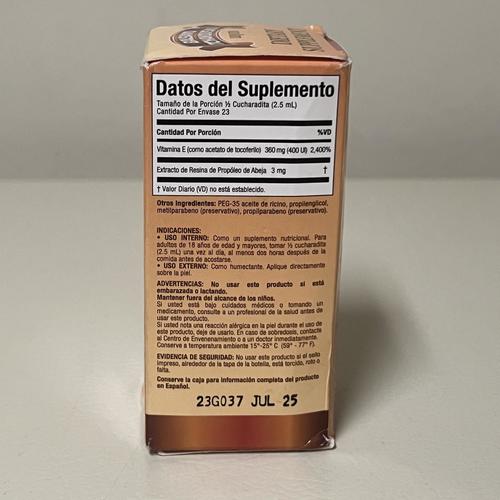 Datos del Suplemento
Tamaño de la Porción ½ Cucharadita (2.5 mL)
Cantidad Por Envase 23
Cantidad Por Porción %VD
Vitamina E (como acetato de tocoferilo) 360 mg (400 UI) 2,400%
Extracto de Resina de Propóleo de Abeja 3 mg †
† Valor Diario (VD) no está establecido.
Otros Ingredientes: PEG-35 aceite de ricino, propilenglicol,
metilparabeno (preservativo), propilparabeno (preservativo).
INDICACIONES:
• USO INTERNO: Como un suplemento nutricional. Para
adultos de 18 años de edad y mayores, tomar ½ cucharadita
(2.5 mL) una vez al día, al menos dos horas después de la
comida antes de acostarse.
• USO EXTERNO: Como humectante. Aplique directamente
sobre la piel.
ADVERTENCIAS: No usar este producto si está
embarazada o lactando.
Mantener fuera del alcance de los niños.
Si usted está bajo cuidados médicos o tomando un
medicamento, consulte a un profesional de la salud antes de
usar este producto.
Si usted nota una reacción alérgica en la piel durante el uso de
este producto, deje de usarlo. En caso de sobredosis, contacte
al Centro de Envenenamiento o a un doctor inmediatamente.
Conserve a temperatura ambiente 15°-25° C (59° - 77° F).
EVIDENCIA DE SEGURIDAD: No use este producto si el sello
impreso, alrededor de la tapa de la botella, está torcido, roto o
falta.
Conserve la caja para información completa del producto
en Español.
23G037 JUL 25